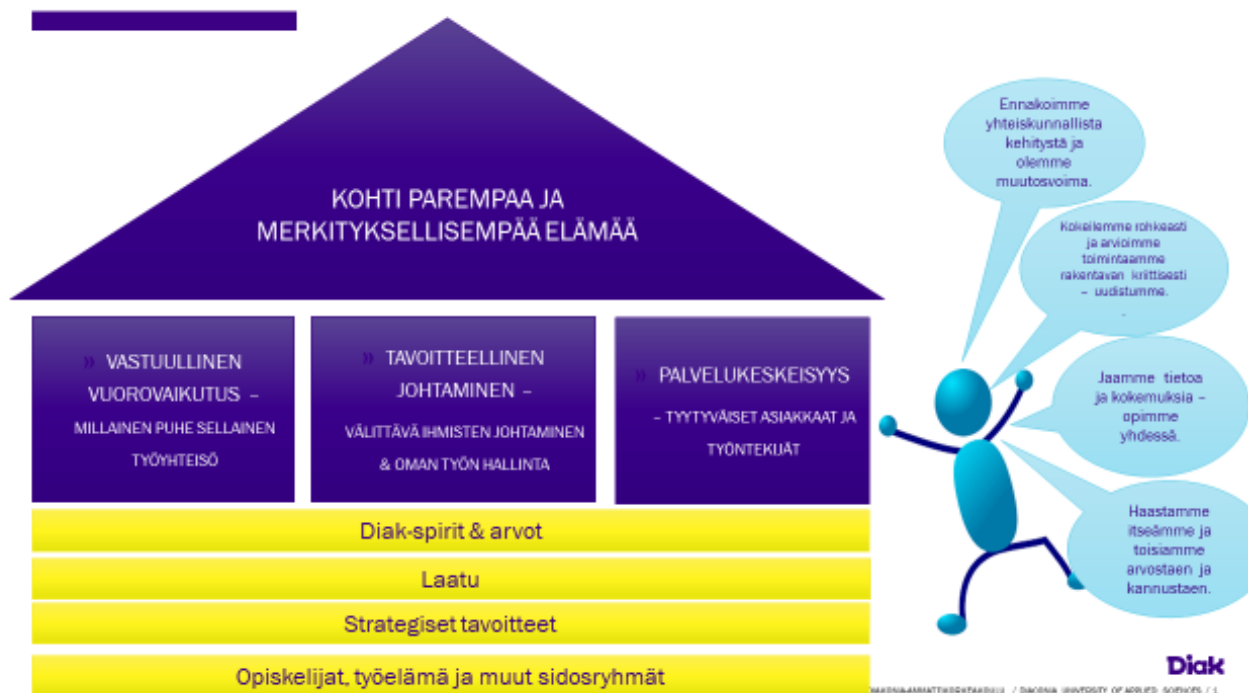 KOHTI PAREMPAA JA
MERKITYKSELLISEMPÄÄ ELÄMÄÄ
» VASTUULLINEN
VUOROVAIKUTUS –
MILLAINEN PUHE SELLAINEN
TYÖYHTEISÖ
» TAVOITTEELLINEN
JOHTAMINEN –
VÄLITTÄVÄ IHMISTEN JOHTAMINEN
& OMAN TYÖN HALLINTA
» PALVELUKESKEISYYS
– TYYTYVÄISET ASIAKKAAT JA
TYÖNTEKIJÄT
Diak-spirit & arvot
Laatu
Strategiset tavoitteet
Opiskelijat, työelämä ja muut sidosryhmät
Ennakoimme
yhteiskunnallista
kehitystä ja
olemme
muutosvoima.
Kokeilemme rohkeasti
ja arvioimme
toimintaamme
rakentavan kriittisesti
– uudistumme.
.
Jaamme tietoa
ja kokemuksia –
opimme
yhdessä.
Haastamme
itseämme ja
toisiamme
arvostaen ja
kannustaen.
Diak
/ DIACONIA UNIVERSITY OF APPLIED SCIENCES / 1